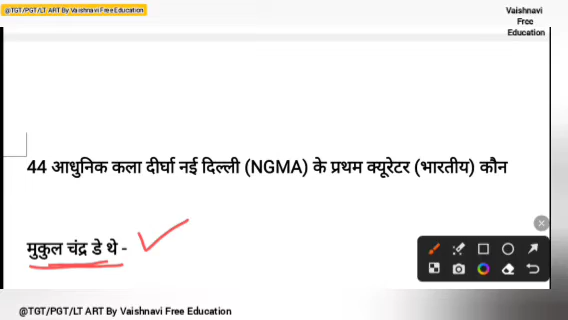 @TGT/PGT/LT ART By Vaishnavi Free Education
Vaishnavi
Free
Education
44 आधुनिक कला दीर्घा नई दिल्ली (NGMA) के प्रथम क्यूरेटर (भारतीय) कौन
मुकुल चंद्र डे थे -
@TGT/PGT/LT ART By Vaishnavi Free Education